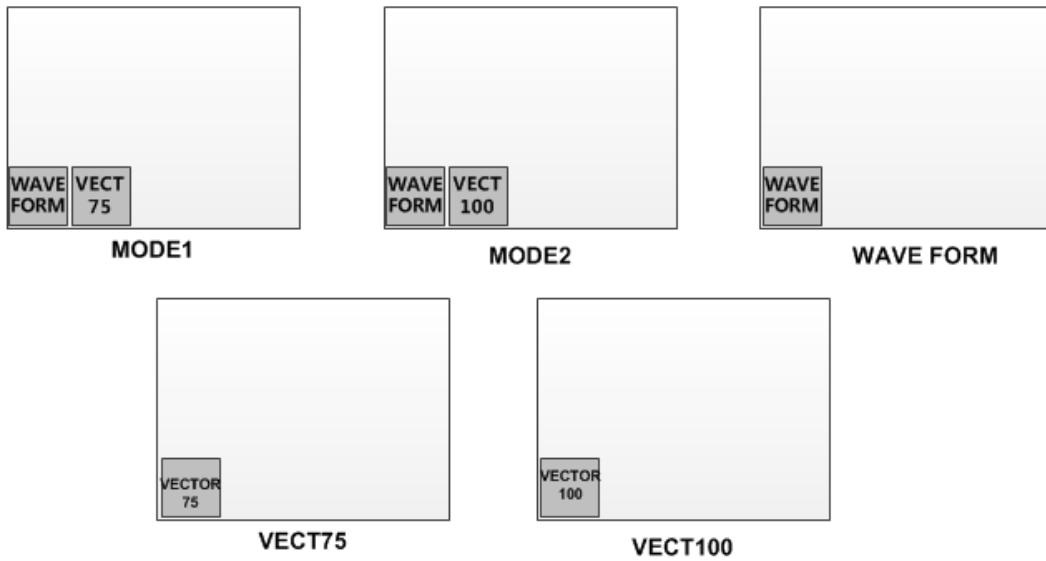 WAVE FORM
VECT 75
MODE1
WAVE FORM
VECT 100
MODE2
WAVE FORM
WAVE FORM
VECTOR 75
VECT75
VECTOR 100
VECT100